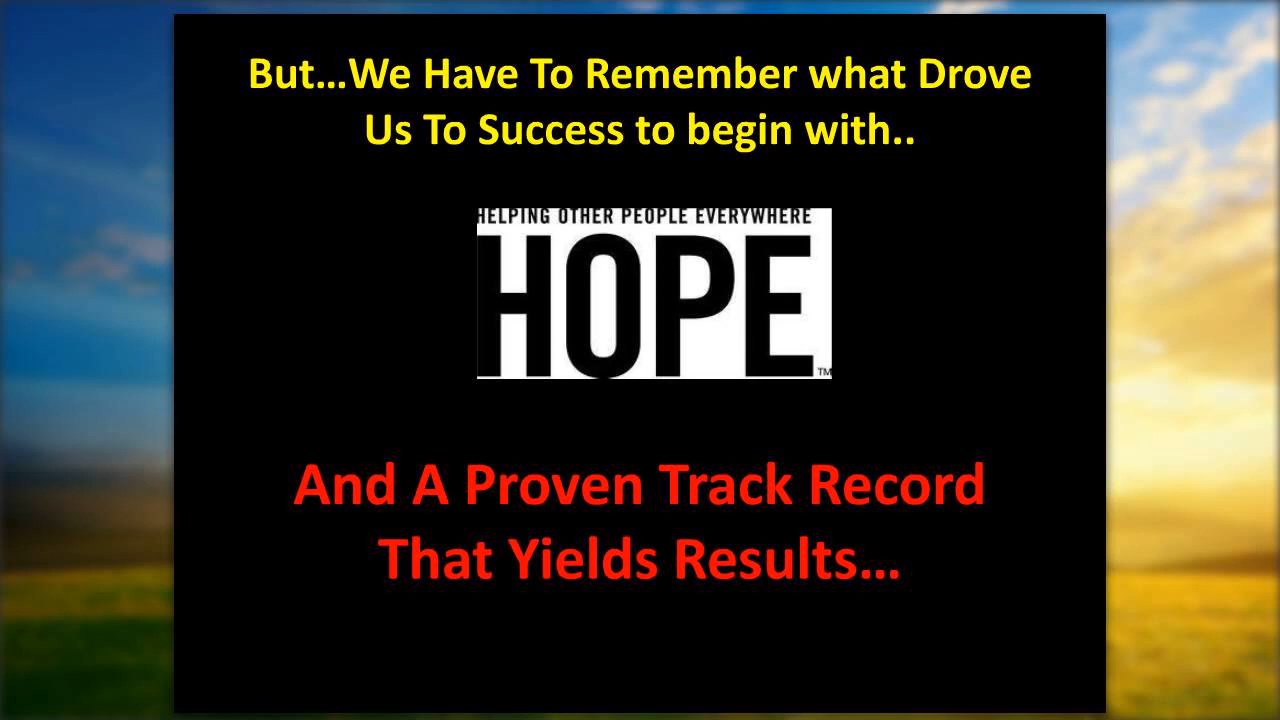 But…We Have To Remember what Drove
Us To Success to begin with..
HELPING OTHER PEOPLE EVERYWHERE
HOPE
TM
And A Proven Track Record
That Yields Results…